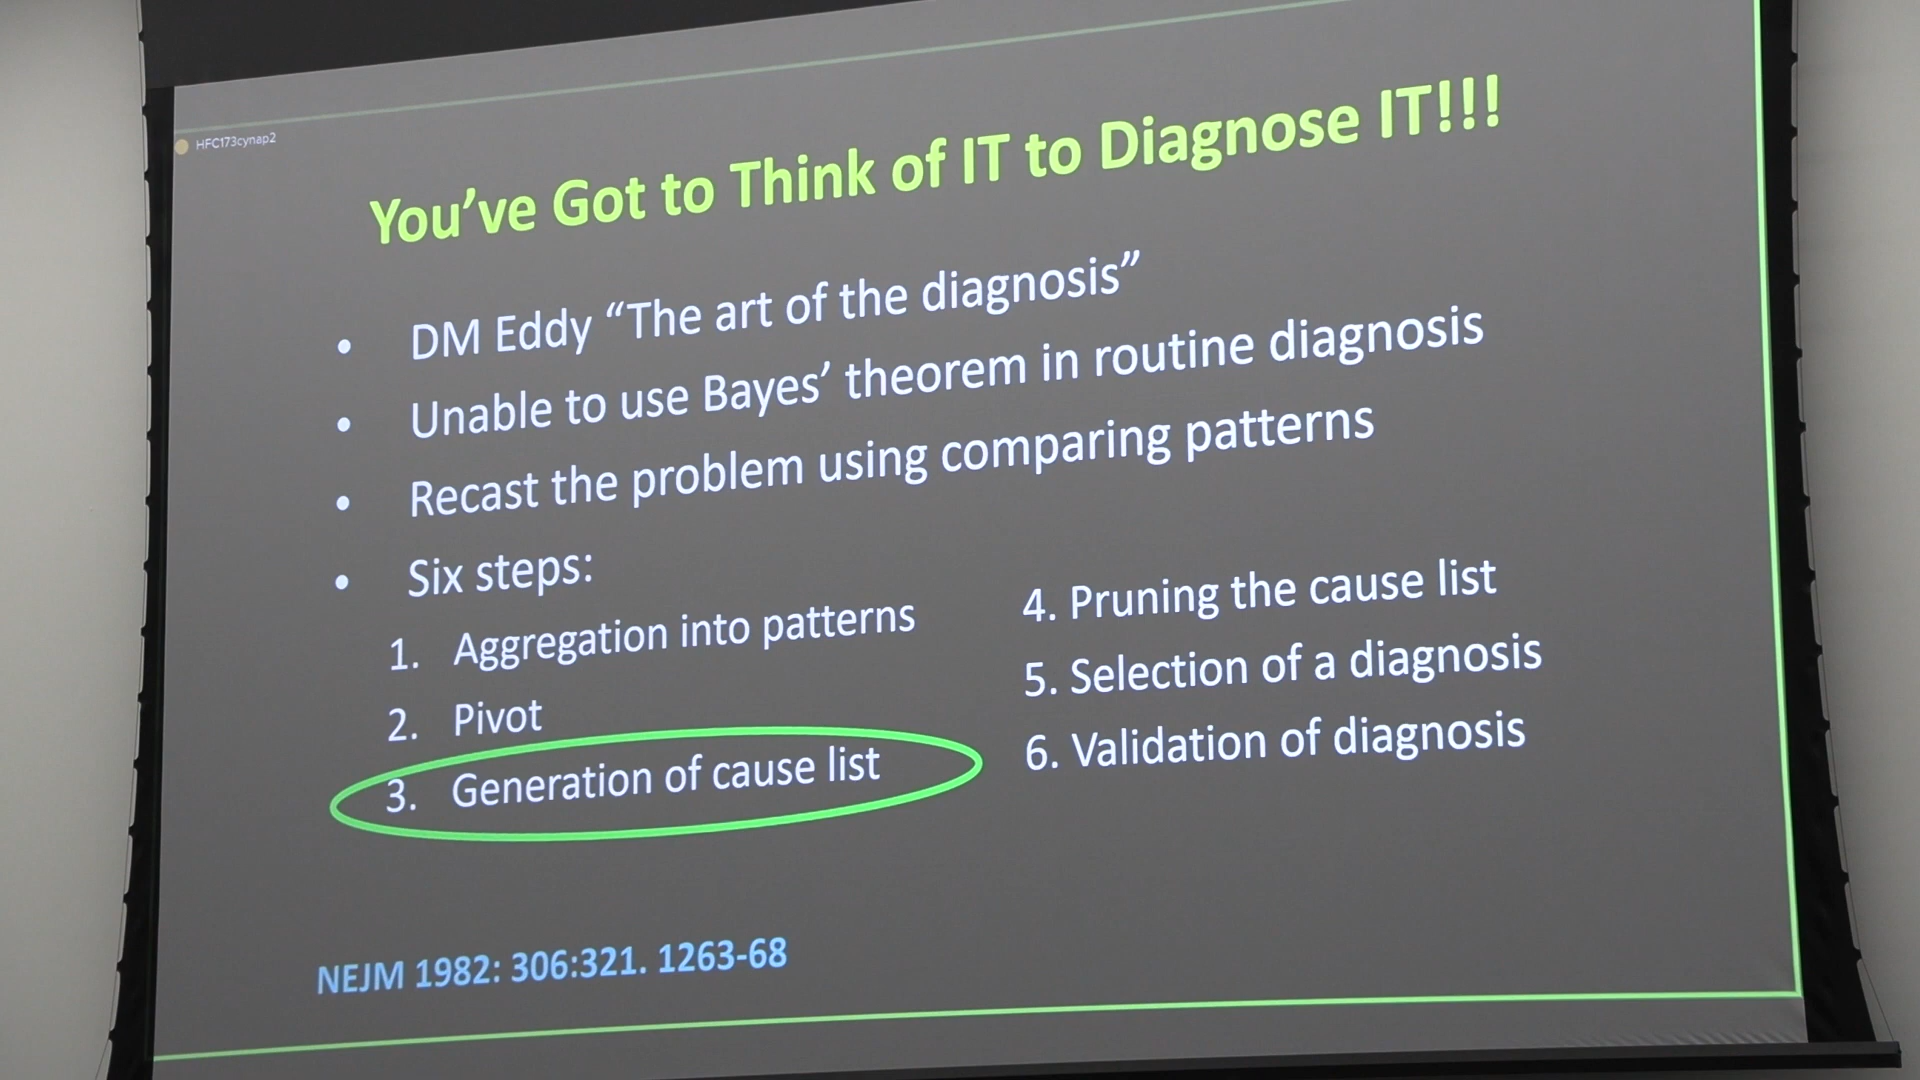 HFC173cynap2
You've Got to Think of IT to Diagnose IT!!!
• DM Eddy “The art of the diagnosis”
• Unable to use Bayes’ theorem in routine diagnosis
• Recast the problem using comparing patterns
• Six steps:
1. Aggregation into patterns
2. Pivot
3. Generation of cause list
4. Pruning the cause list
5. Selection of a diagnosis
6. Validation of diagnosis
NEJM 1982: 306:321. 1263-68